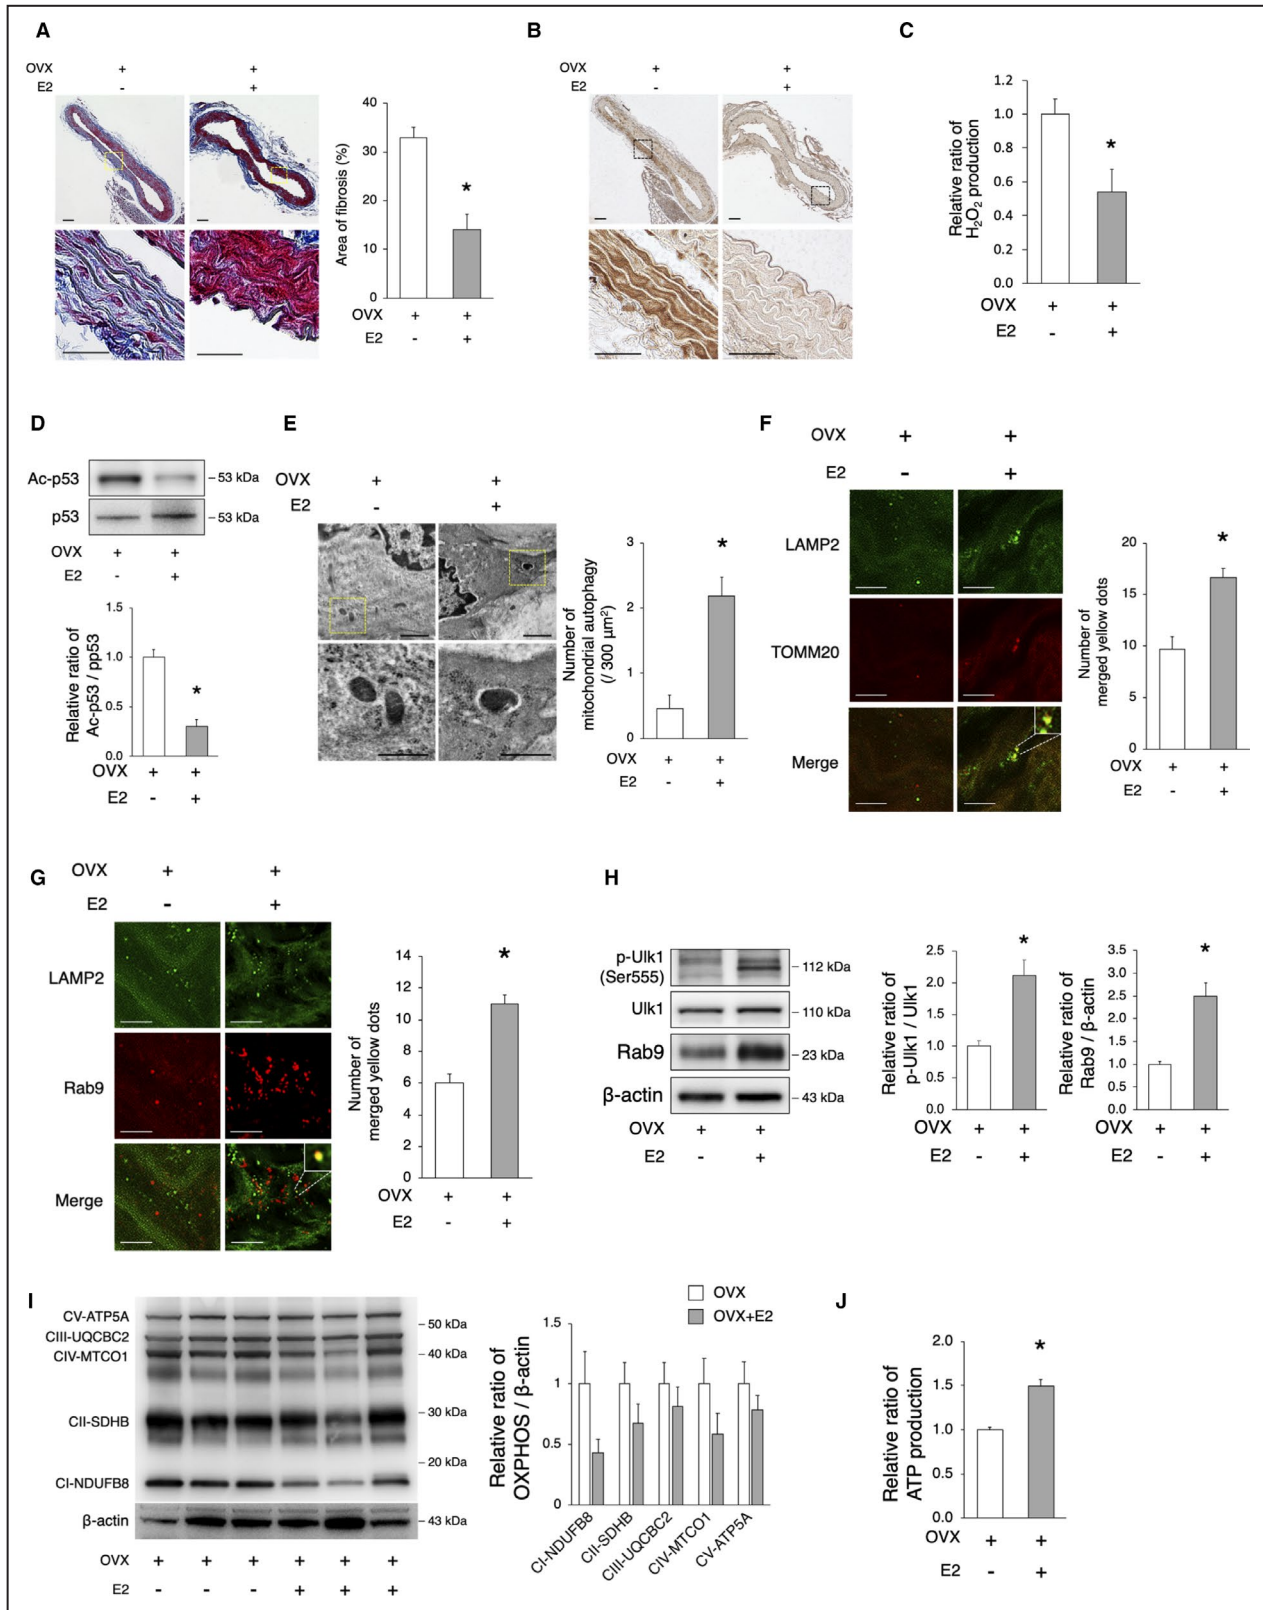 A
OVX + +
E2 - +
Area of fibrosis (%)
40
30
20
10
0
*
OVX + +
E2 - +
B
OVX + +
E2 - +
C
Relative ratio of
H₂O₂ production
1.2
1.0
0.8
0.6
0.4
0.2
0.0
*
OVX + +
E2 - +
D
Ac-p53 – 53 kDa
p53 – 53 kDa
OVX + +
E2 - +
Relative ratio of
Ac-p53 / pp53
1.5
1.0
0.5
0.0
*
OVX + +
E2 - +
E
OVX + +
E2 - +
Number of
mitochondrial autophagy
(/ 300 µm²)
3
2
1
0
*
OVX + +
E2 - +
F
OVX + +
E2 - +
LAMP2
TOMM20
Merge
Number of
merged yellow dots
20
15
10
5
0
*
OVX + +
E2 - +
G
OVX + +
E2 - +
LAMP2
Rab9
Merge
Number of
merged yellow dots
14
12
10
8
6
4
2
0
*
OVX + +
E2 - +
H
p-Ulk1
(Ser555) – 112 kDa
Ulk1 – 110 kDa
Rab9 – 23 kDa
β-actin – 43 kDa
OVX + +
E2 - +
Relative ratio of
p-Ulk1 / Ulk1
2.5
2.0
1.5
1.0
0.5
0.0
*
OVX + +
E2 - +
Relative ratio of
Rab9 / β-actin
3.5
3.0
2.5
2.0
1.5
1.0
0.5
0.0
*
OVX + +
E2 - +
I
CV-ATP5A
CIII-UQCBC2
CIV-MTCO1
CII-SDHB
CI-NDUFB8
β-actin
– 50 kDa
– 40 kDa
– 30 kDa
– 20 kDa
– 43 kDa
OVX + + + + + +
E2 - - - + + +
OVX
OVX+E2
Relative ratio of
OXPHOS / β-actin
1.5
1
0.5
0
CI-NDUFB8
CII-SDHB
CIII-UQCBC2
CIV-MTCO1
CV-ATP5A
J
Relative ratio of
ATP production
2.0
1.5
1.0
0.5
0.0
*
OVX + +
E2 - +